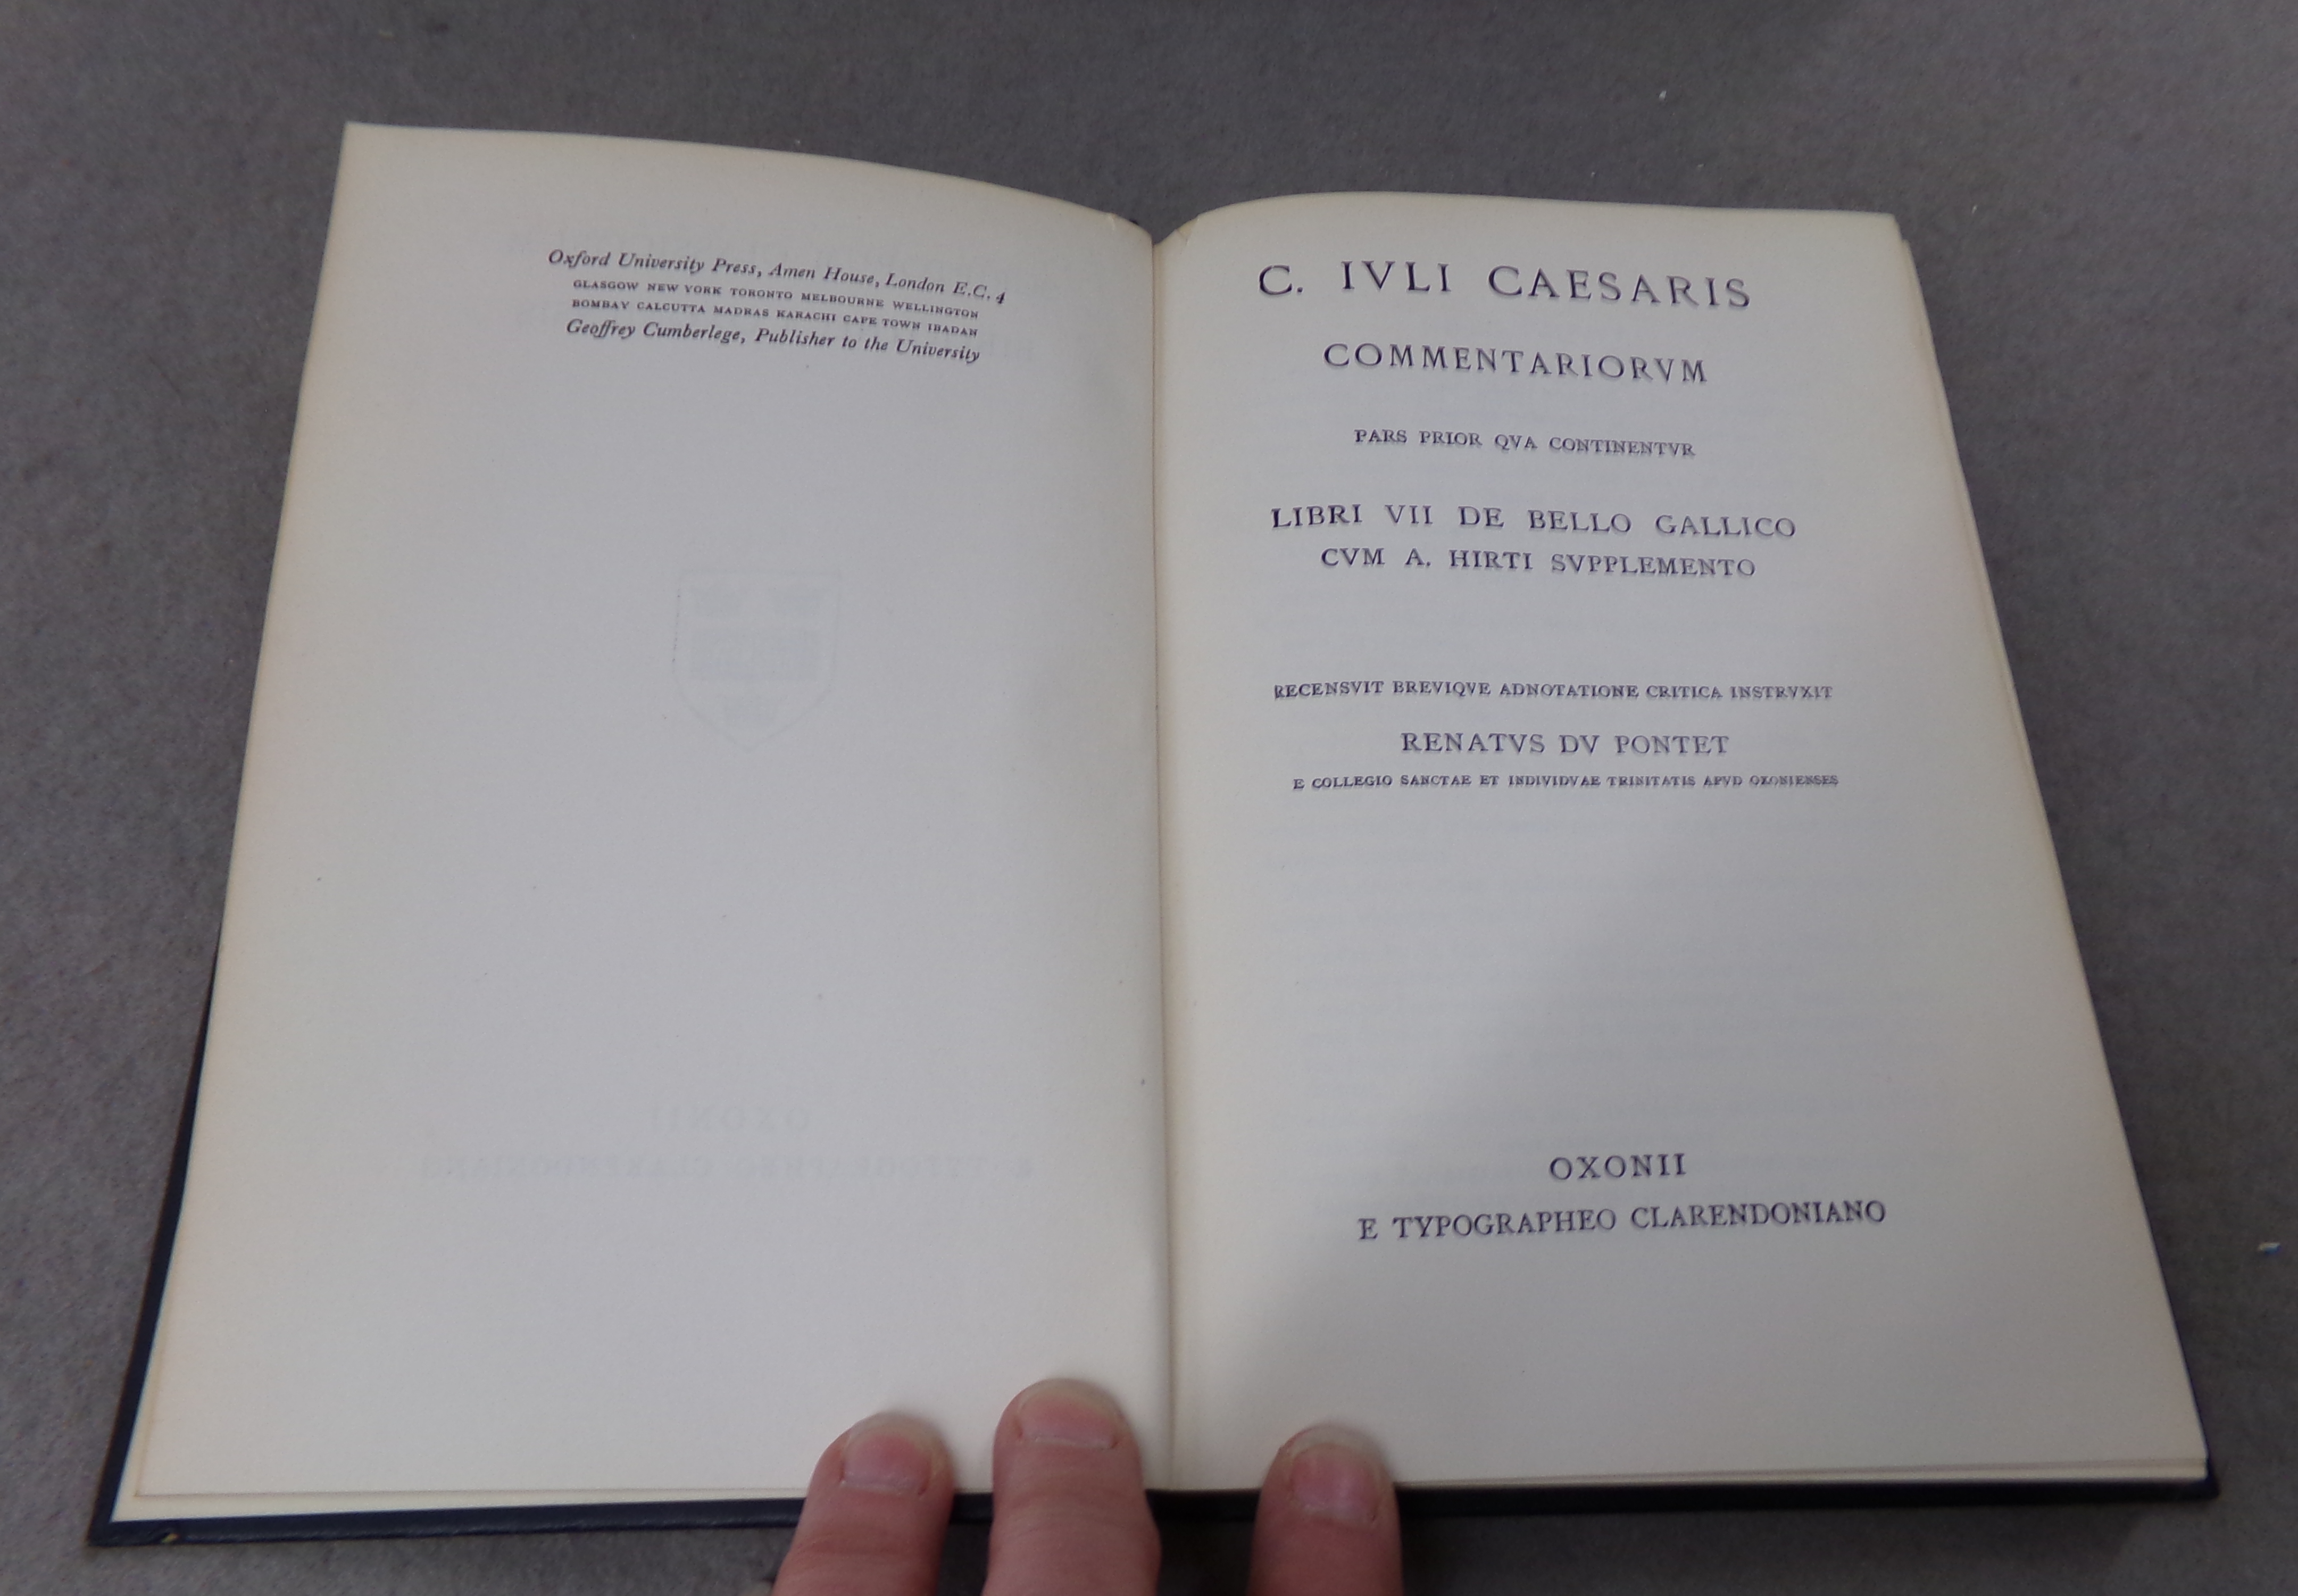 Oxford University Press, Amen House, London E.C. 4
GLASGOW NEW YORK TORONTO MELBOURNE WELLINGTON
BOMBAY CALCUTTA MADRAS KARACHI CAPE TOWN IBADAN
Geoffrey Cumberlege, Publisher to the University
C. IVLI CAESARIS
COMMENTARIORVM
PARS PRIOR QVA CONTINENTVR
LIBRI VII DE BELLO GALLICO
CVM A. HIRTI SVPPLEMENTO
RECENSVIT BREVIQVE ADNOTATIONE CRITICA INSTRVXIT
RENATVS DV PONTET
E COLLEGIO SANCTAE ET INDIVIDVAE TRINITATIS APVD OXONIENSES
OXONII
E TYPOGRAPHEO CLARENDONIANO